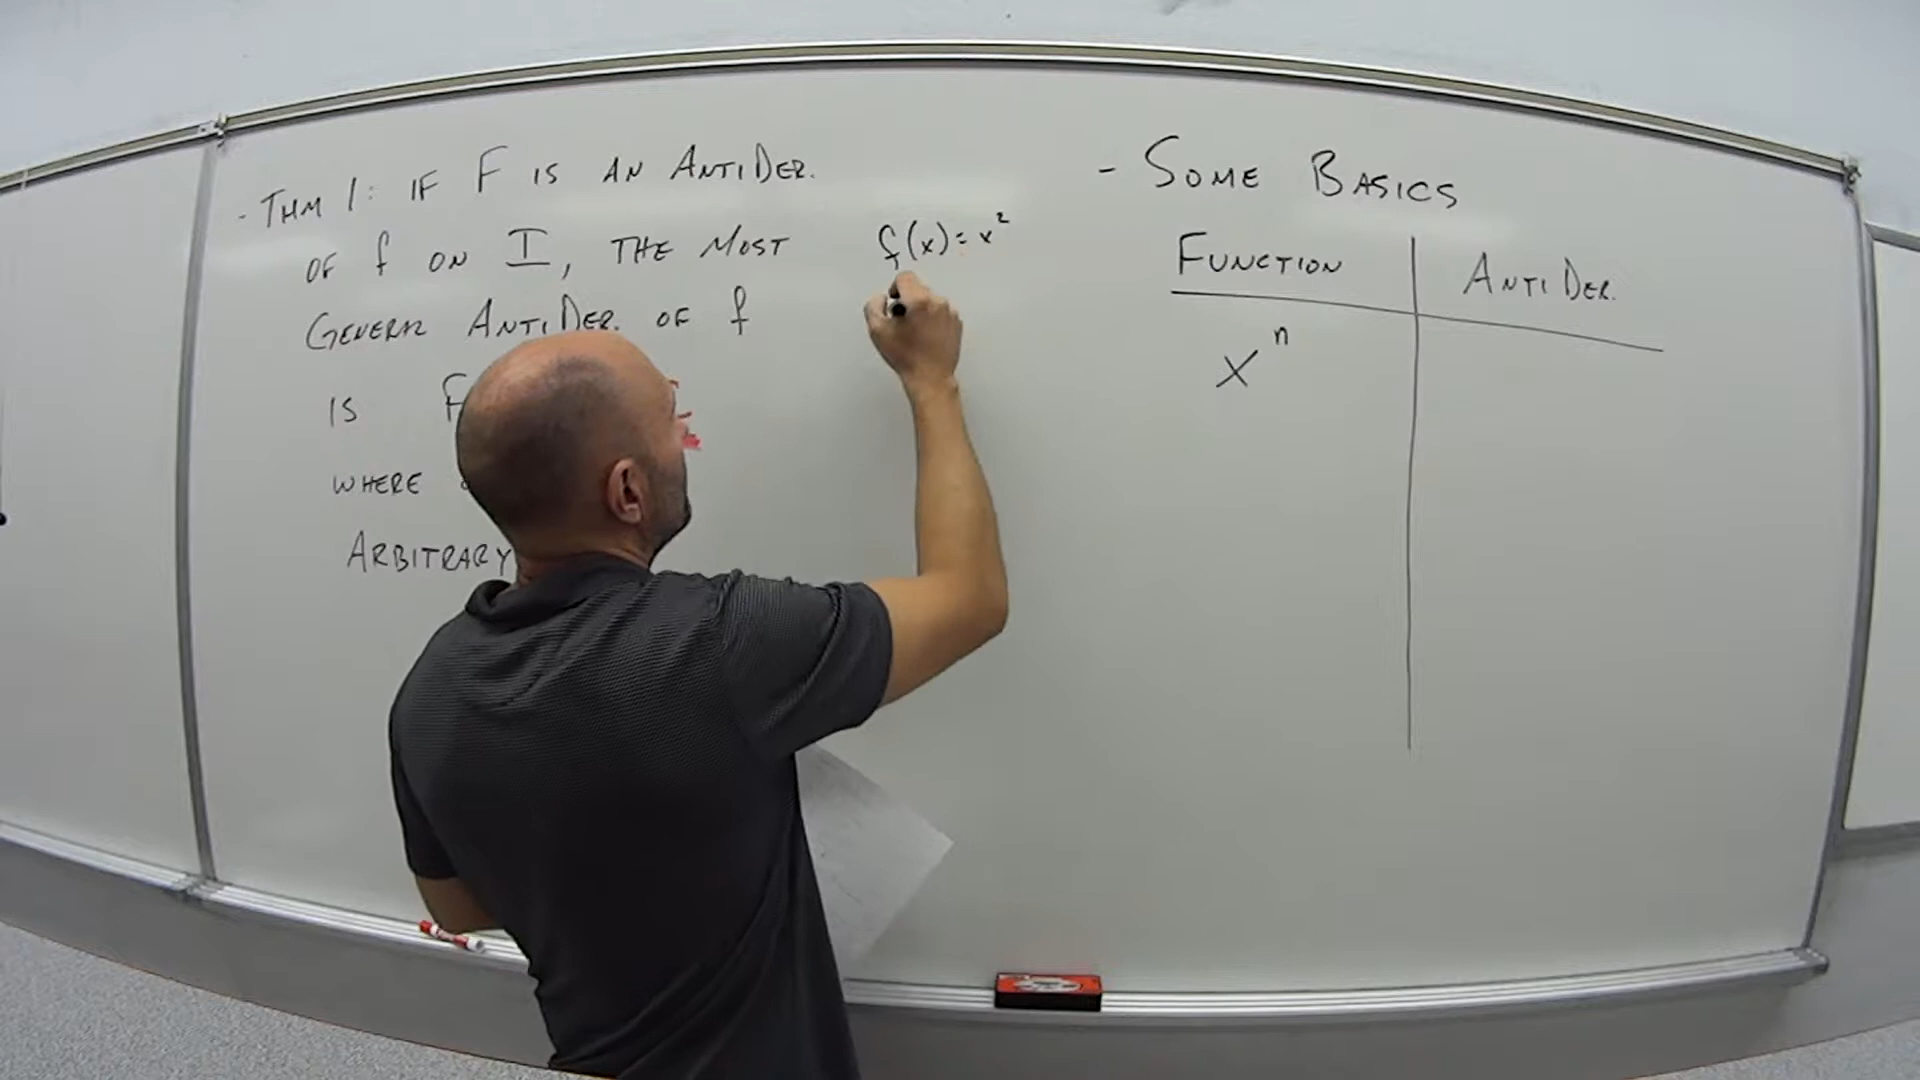 - THM 1: IF F IS AN ANTIDER.
OF f ON I, THE MOST
GENERAL ANTIDER. OF f
IS F
WHERE
ARBITRARY
f(x)=x²
- SOME BASICS
FUNCTION | ANTIDER.
xⁿ